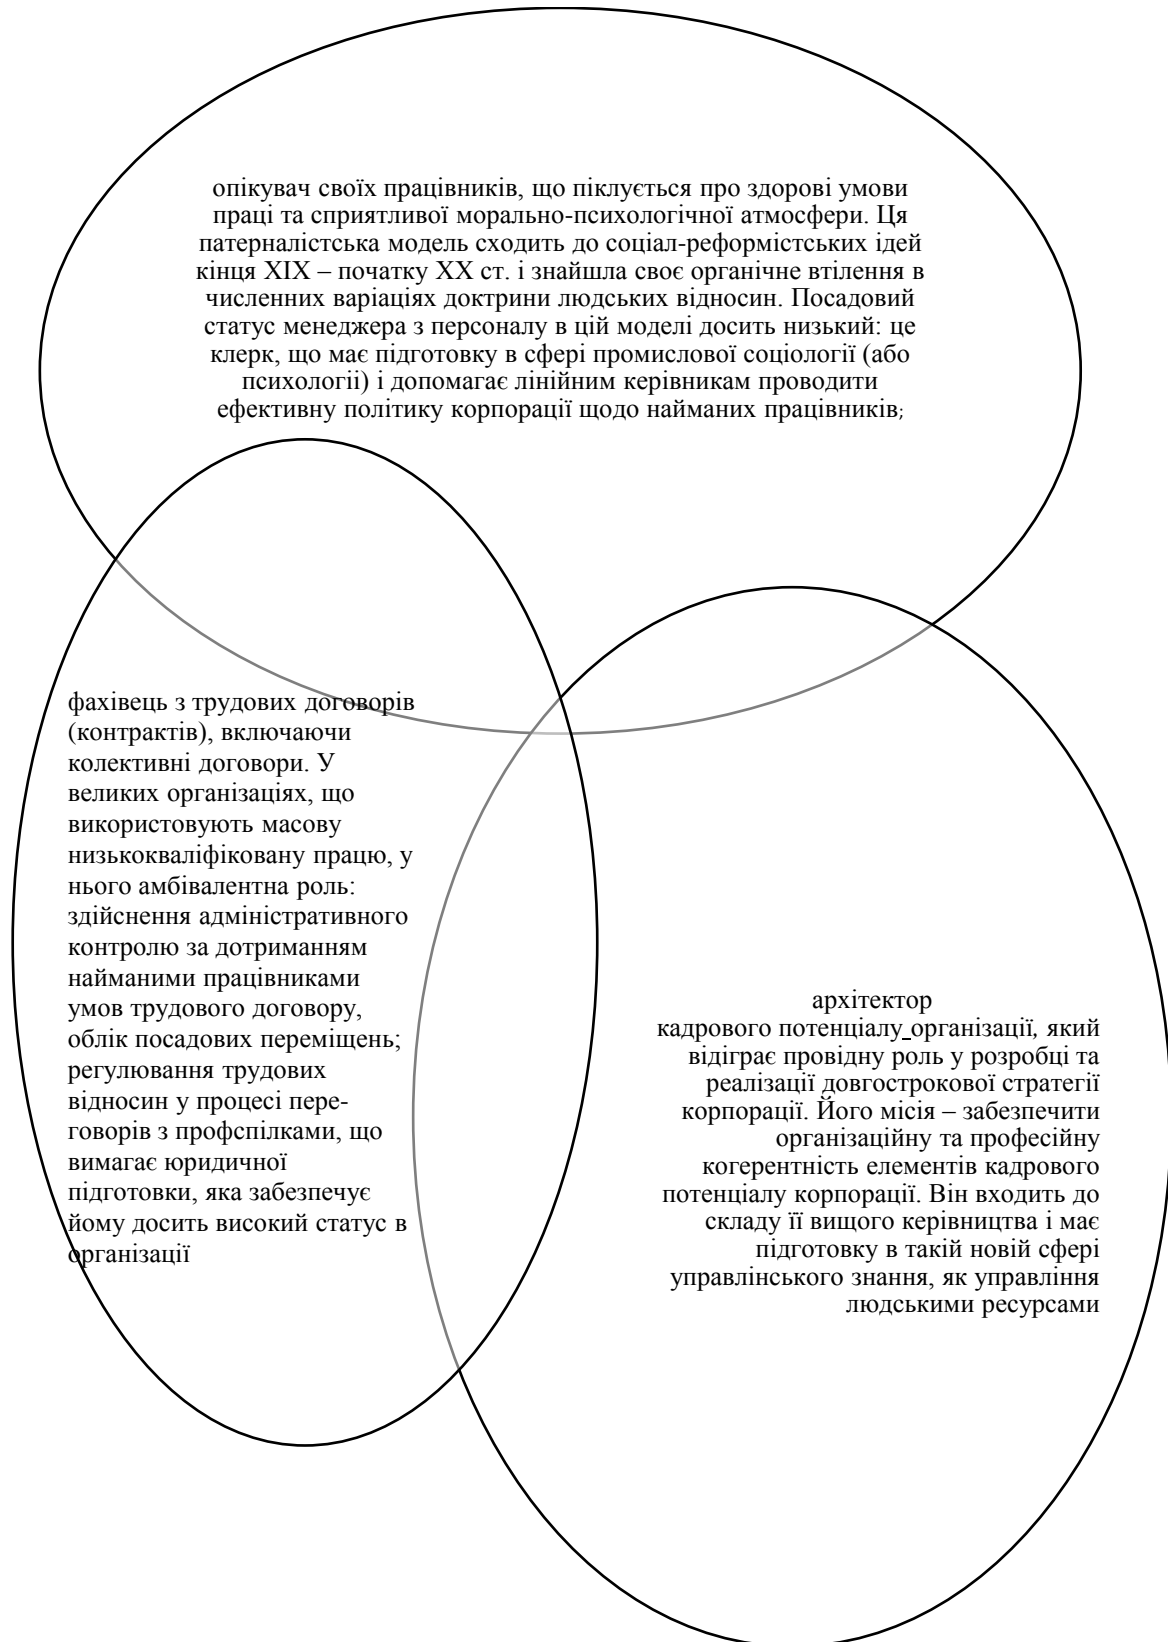 опікувач своїх працівників, що піклується про здорові умови
праці та сприятливої морально-психологічної атмосфери. Ця
патерналістська модель сходить до соціал-реформістських ідей
кінця XIX – початку XX ст. і знайшла своє органічне втілення в
численних варіаціях доктрини людських відносин. Посадовий
статус менеджера з персоналу в цій моделі досить низький: це
клерк, що має підготовку в сфері промислової соціології (або
психології) і допомагає лінійним керівникам проводити
ефективну політику корпорації щодо найманих працівників;
фахівець з трудових договорів
(контрактів), включаючи
колективні договори. У
великих організаціях, що
використовують масову
низькокваліфіковану працю, у
нього амбівалентна роль:
здійснення адміністративного
контролю за дотриманням
найманими працівниками
умов трудового договору,
облік посадових переміщень;
регулювання трудових
відносин у процесі пере-
говорів з профспілками, що
вимагає юридичної
підготовки, яка забезпечує
йому досить високий статус в
організації
архітектор
кадрового потенціалу_організації, який
відіграє провідну роль у розробці та
реалізації довгострокової стратегії
корпорації. Його місія – забезпечити
організаційну та професійну
когерентність елементів кадрового
потенціалу корпорації. Він входить до
складу її вищого керівництва і має
підготовку в такій новій сфері
управлінського знання, як управління
людськими ресурсами